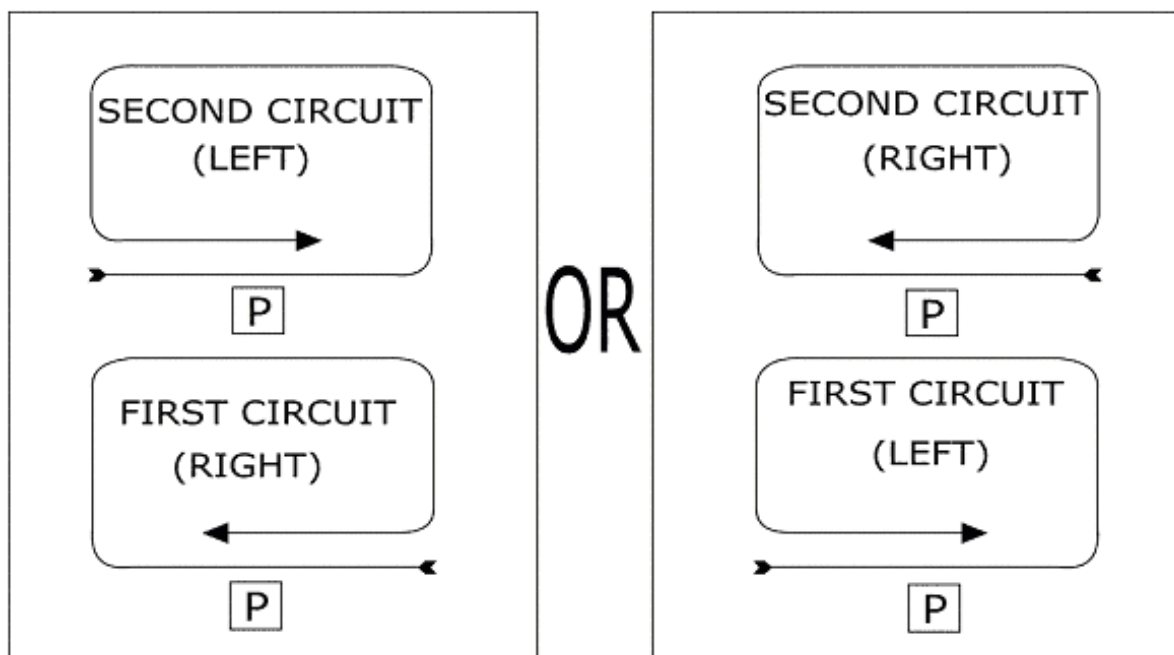 SECOND CIRCUIT
(LEFT)
P
FIRST CIRCUIT
(RIGHT)
P
OR
SECOND CIRCUIT
(RIGHT)
P
FIRST CIRCUIT
(LEFT)
P